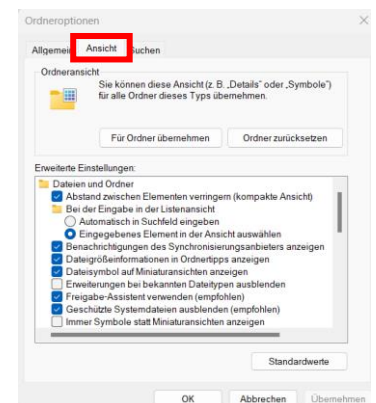 Ordneroptionen
Allgemein Ansicht Suchen
Ordneransicht
Sie können diese Ansicht (z. B. „Details" oder „Symbole")
für alle Ordner dieses Typs übernehmen.
Für Ordner übernehmen Ordner zurücksetzen
Erweiterte Einstellungen:
Dateien und Ordner
Abstand zwischen Elementen verringern (kompakte Ansicht)
Bei der Eingabe in der Listenansicht
Automatisch in Suchfeld eingeben
Eingegebenes Element in der Ansicht auswählen
Benachrichtigungen des Synchronisierungsanbieters anzeigen
Dateigrößeinformationen in Ordnertipps anzeigen
Dateisymbol auf Miniaturansichten anzeigen
Erweiterungen bei bekannten Dateitypen ausblenden
Freigabe-Assistent verwenden (empfohlen)
Geschützte Systemdateien ausblenden (empfohlen)
Immer Symbole statt Miniaturansichten anzeigen
Standardwerte
OK Abbrechen Übernehmen